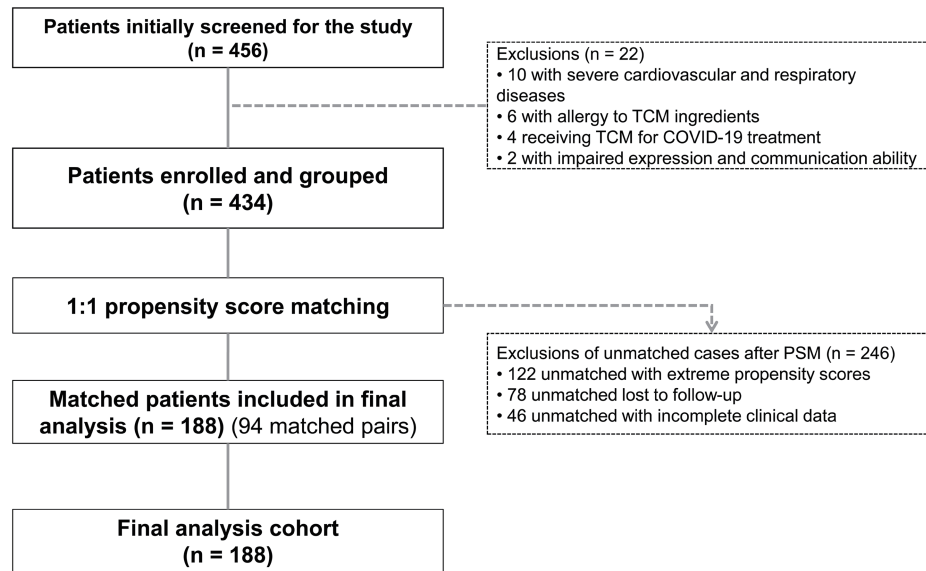 Patients initially screened for the study
(n = 456)
Exclusions (n = 22)
• 10 with severe cardiovascular and respiratory
diseases
• 6 with allergy to TCM ingredients
• 4 receiving TCM for COVID-19 treatment
• 2 with impaired expression and communication ability
Patients enrolled and grouped
(n = 434)
1:1 propensity score matching
Exclusions of unmatched cases after PSM (n = 246)
• 122 unmatched with extreme propensity scores
• 78 unmatched lost to follow-up
• 46 unmatched with incomplete clinical data
Matched patients included in final
analysis (n = 188) (94 matched pairs)
Final analysis cohort
(n = 188)